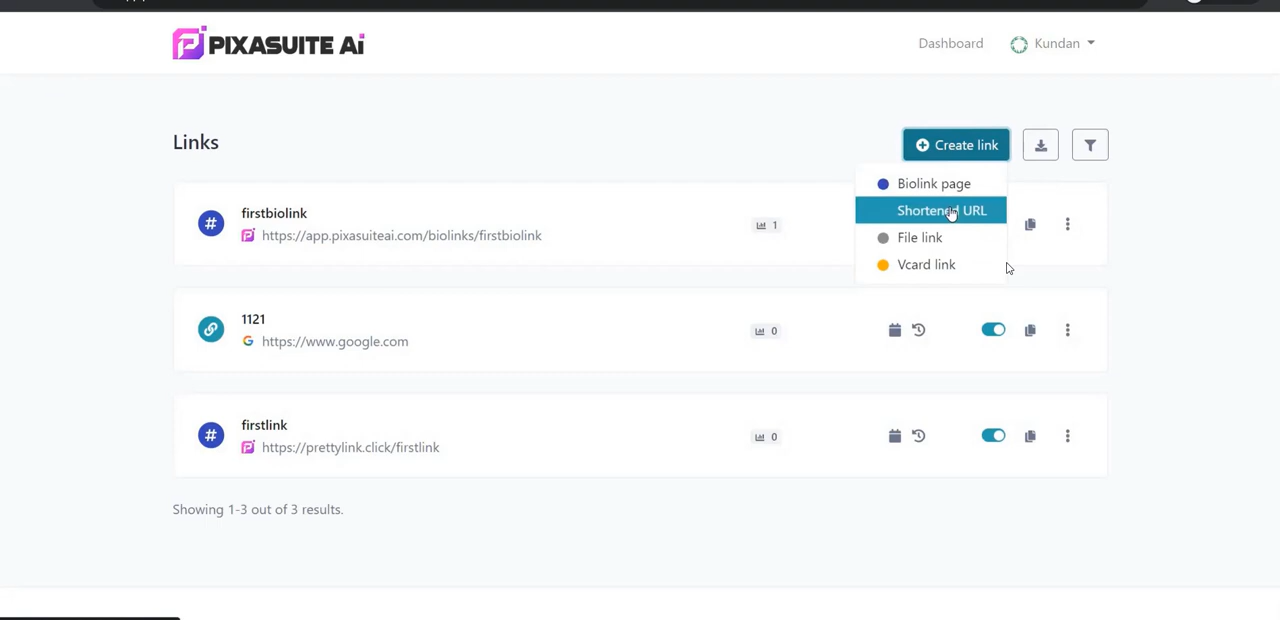 PIXASUITE Ai
Dashboard
Kundan
Links
Create link
Biolink page
Shortened URL
File link
Vcard link
firstbiolink
https://app.pixasuiteai.com/biolinks/firstbiolink
1
1121
https://www.google.com
0
firstlink
https://prettylink.click/firstlink
0
Showing 1-3 out of 3 results.